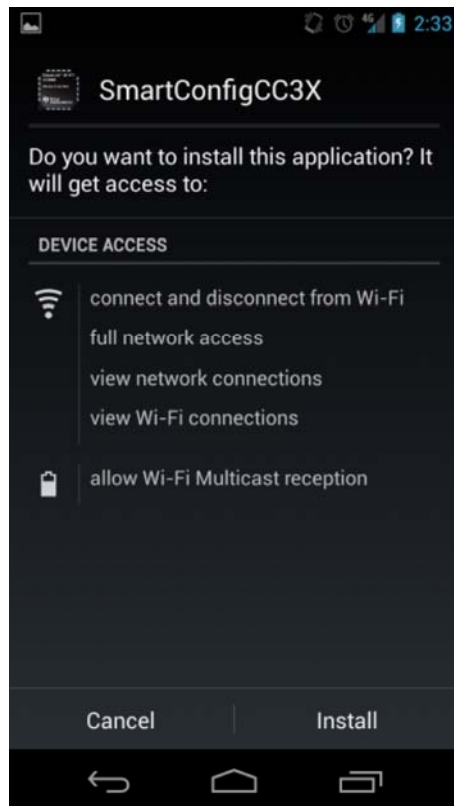 4G 2:33
SmartConfigCC3X
Do you want to install this application? It
will get access to:
DEVICE ACCESS
connect and disconnect from Wi-Fi
full network access
view network connections
view Wi-Fi connections
allow Wi-Fi Multicast reception
Cancel Install